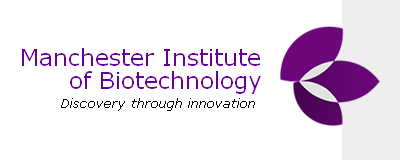 Manchester Institute
of Biotechnology
Discovery through innovation